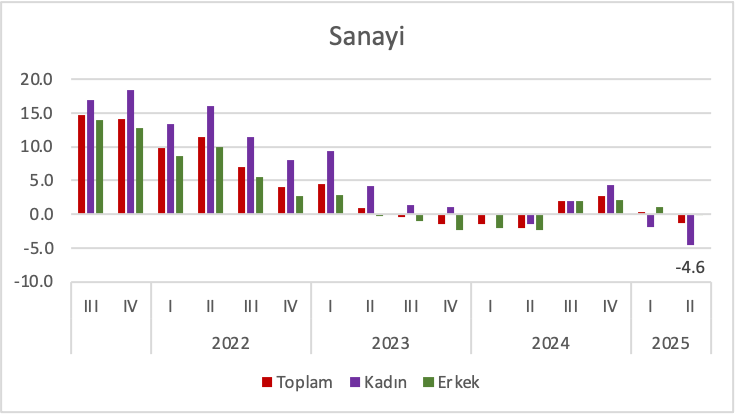 Sanayi
20.0
15.0
10.0
5.0
0.0
-5.0
-10.0
-4.6
III IV I II III IV I II III IV I II III IV I II
2022 2023 2024 2025
Toplam Kadın Erkek